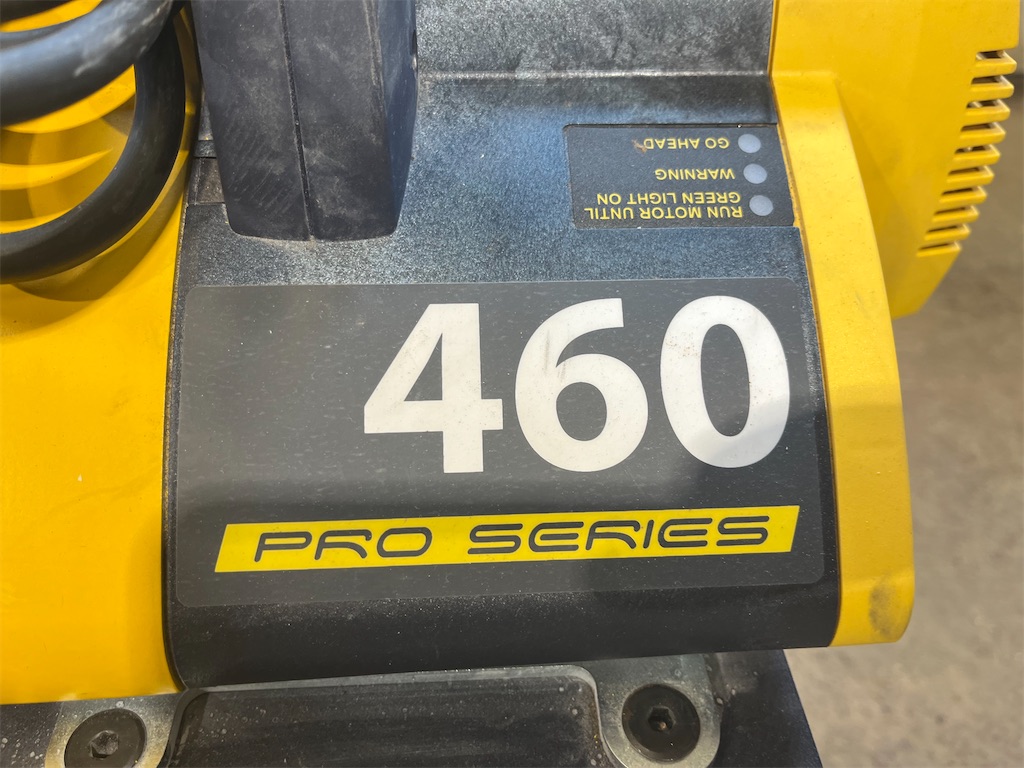 460
PRO SERIES
RUN MOTOR UNTIL
GREEN LIGHT ON
WARNING
GO AHEAD